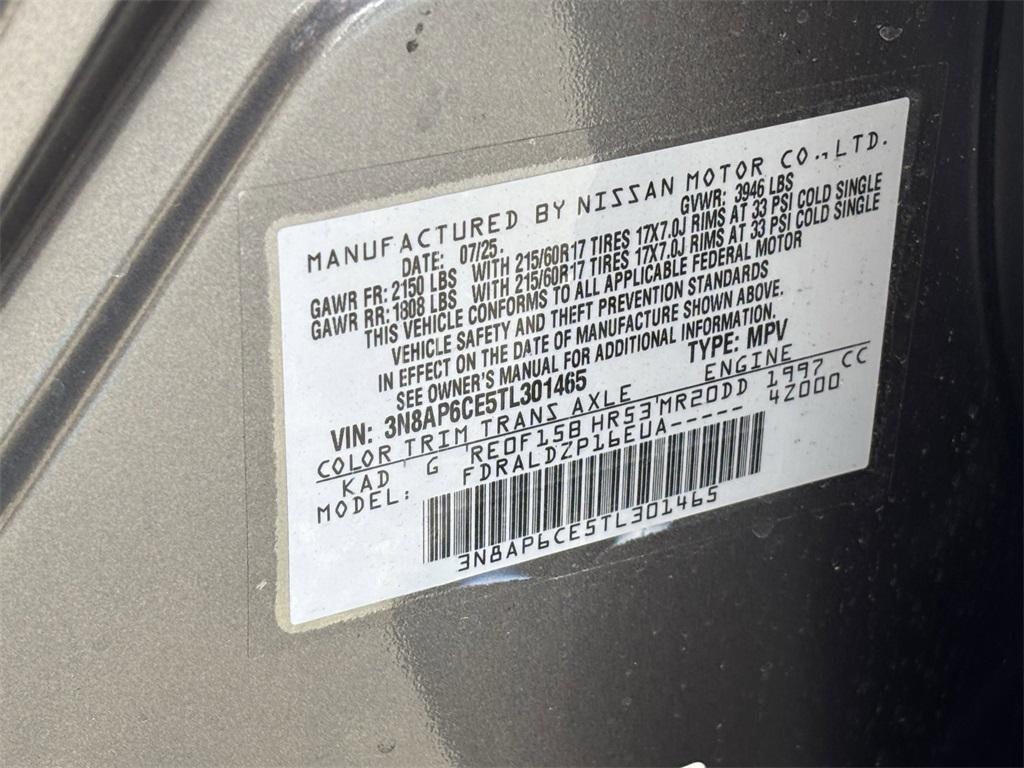 MANUFACTURED BY NISSAN MOTOR CO.,LTD.
DATE: 07/25. GVWR: 3946 LBS
GAWR FR: 2150 LBS WITH 215/60R17 TIRES 17X7.0J RIMS AT 33 PSI COLD SINGLE
GAWR RR: 1808 LBS WITH 215/60R17 TIRES 17X7.0J RIMS AT 33 PSI COLD SINGLE
THIS VEHICLE CONFORMS TO ALL APPLICABLE FEDERAL MOTOR
VEHICLE SAFETY AND THEFT PREVENTION STANDARDS
IN EFFECT ON THE DATE OF MANUFACTURE SHOWN ABOVE.
SEE OWNER'S MANUAL FOR ADDITIONAL INFORMATION.
VIN: 3N8AP6CE5TL301465 TYPE: MPV
COLOR TRIM TRANS AXLE ENGINE
KAD G RE0F15B HR53 MR20DD 1997 CC
MODEL: FDRALDZP16EUA----- 42000
3N8AP6CE5TL301465